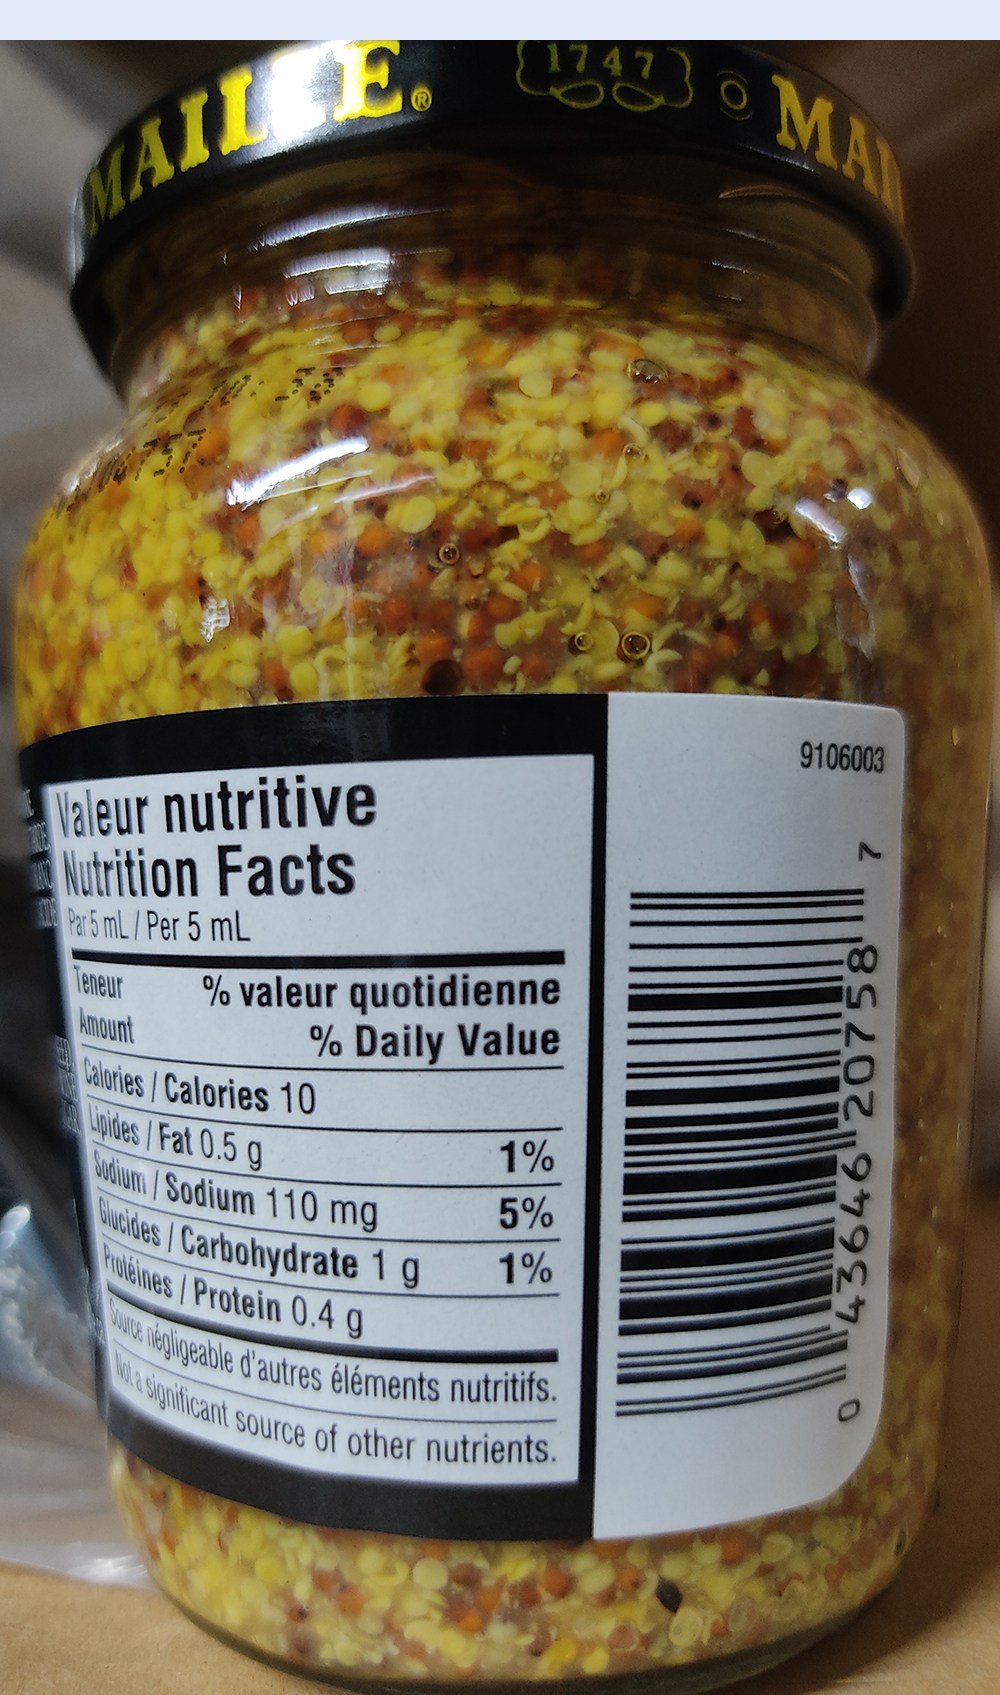 MAILLE®
1747
MAI
Valeur nutritive
Nutrition Facts
Par 5 mL / Per 5 mL
Teneur % valeur quotidienne
Amount % Daily Value
Calories / Calories 10
Lipides / Fat 0.5 g 1%
Sodium / Sodium 110 mg 5%
Glucides / Carbohydrate 1 g 1%
Protéines / Protein 0.4 g
Source négligeable d'autres éléments nutritifs.
Not a significant source of other nutrients.
9106003
0 43646 20758 7